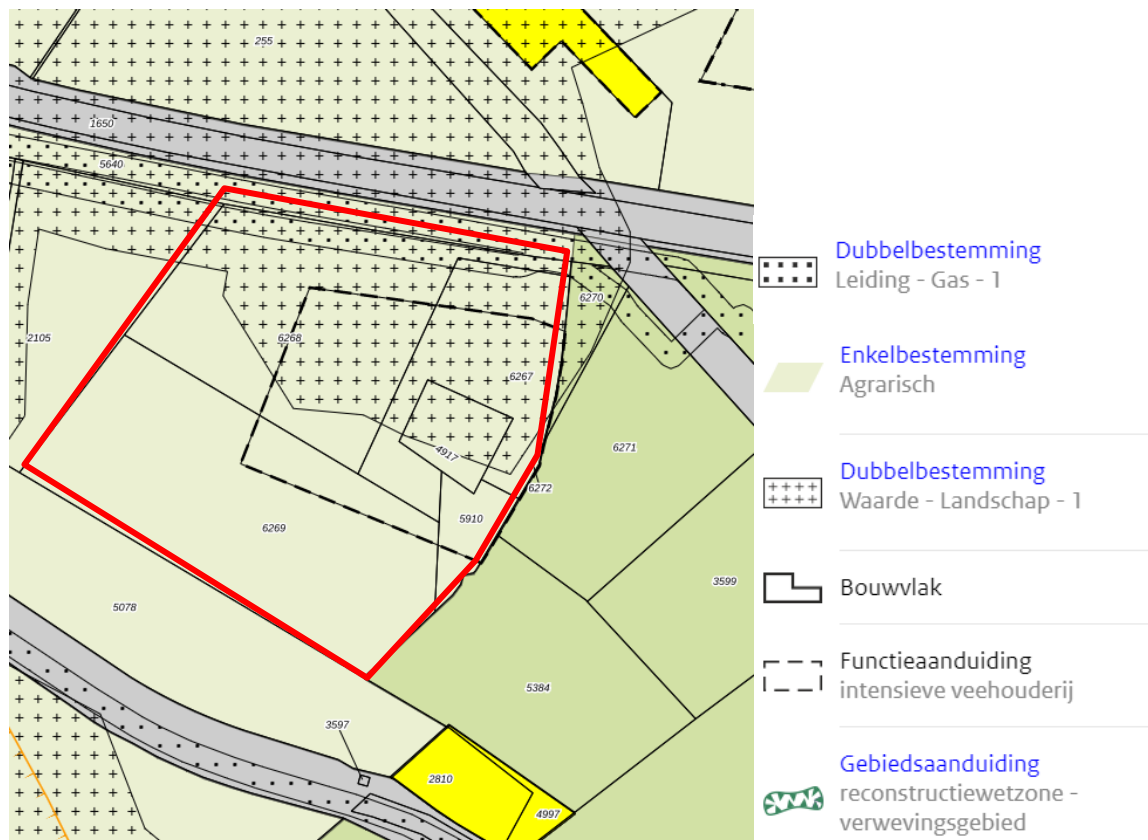 255
1650
5640
2105
6268
6270
6267
4917
6271
6272
5910
6269
3599
5078
5384
3597
2810
4997
Dubbelbestemming
Leiding - Gas - 1
Enkelbestemming
Agrarisch
Dubbelbestemming
Waarde - Landschap - 1
Bouwvlak
Functieaanduiding
intensieve veehouderij
Gebiedsaanduiding
reconstructiewetzone -
verwevingsgebied